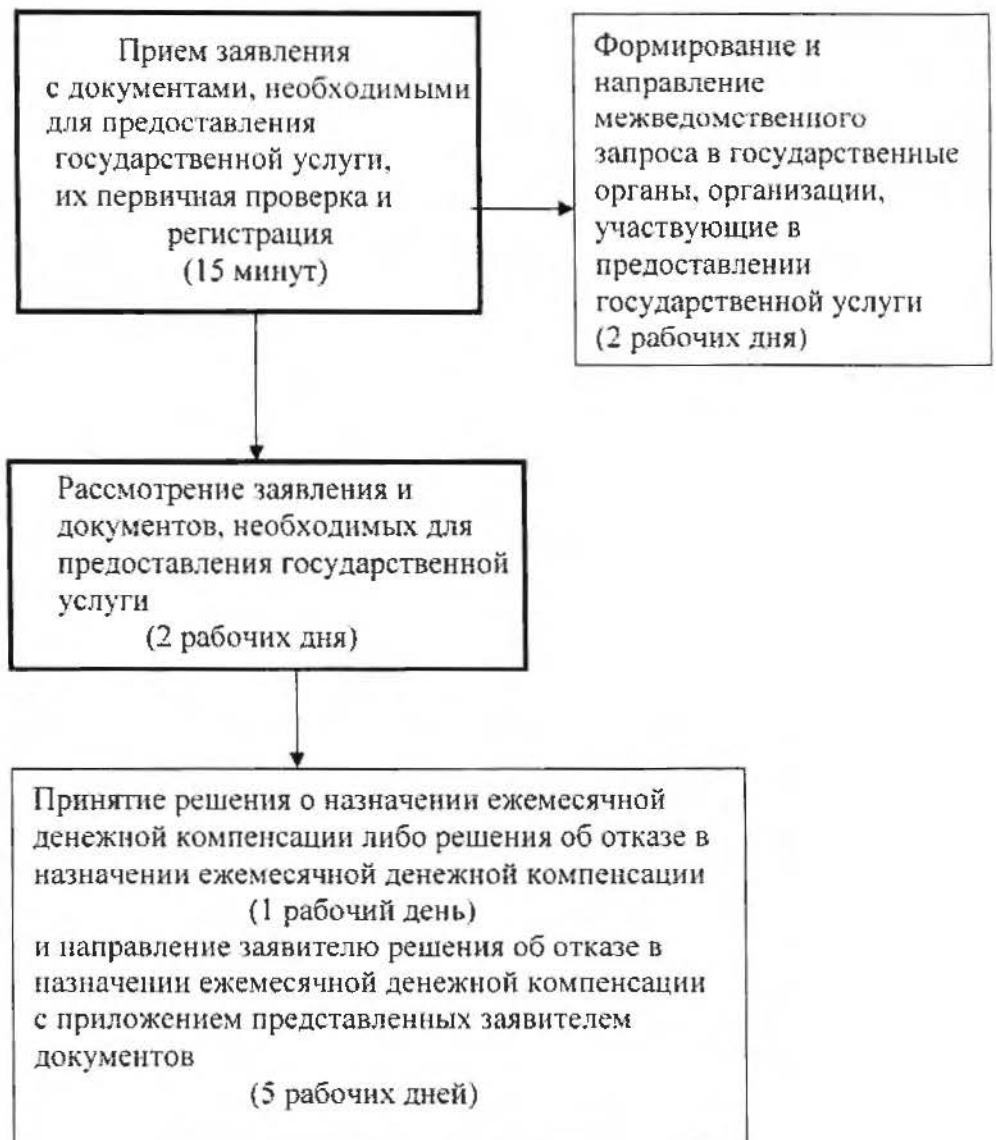 Прием заявления
с документами, необходимыми
для предоставления
государственной услуги,
их первичная проверка и
регистрация
(15 минут)
Формирование и
направление
межведомственного
запроса в государственные
органы, организации,
участвующие в
предоставлении
государственной услуги
(2 рабочих дня)
Рассмотрение заявления и
документов, необходимых для
предоставления государственной
услуги
(2 рабочих дня)
Принятие решения о назначении ежемесячной
денежной компенсации либо решения об отказе в
назначении ежемесячной денежной компенсации
(1 рабочий день)
и направление заявителю решения об отказе в
назначении ежемесячной денежной компенсации
с приложением представленных заявителем
документов
(5 рабочих дней)